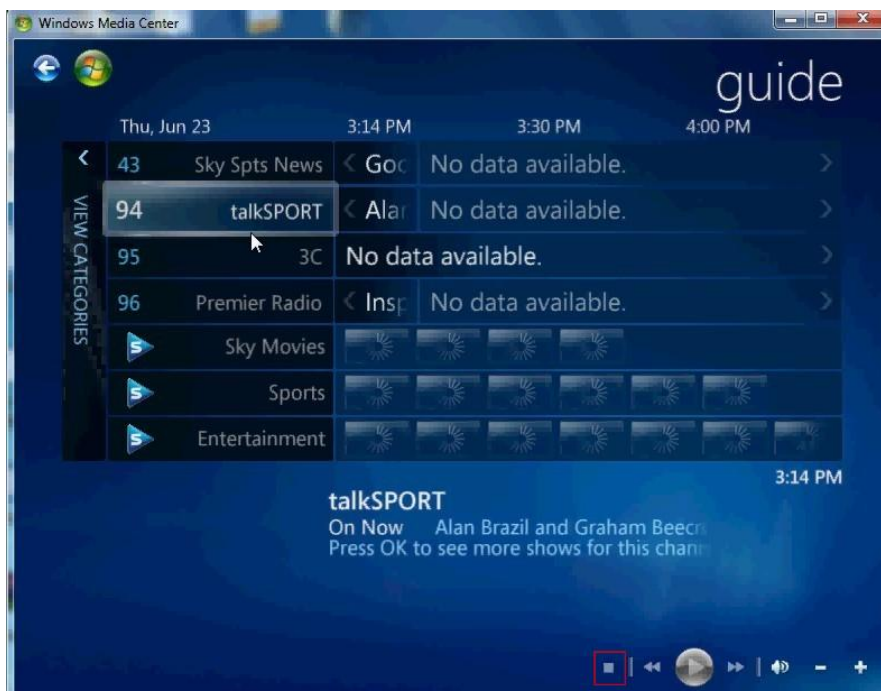 Windows Media Center
guide
Thu, Jun 23 3:14 PM 3:30 PM 4:00 PM
VIEW CATEGORIES
43 Sky Spts News No data available.
94 talkSPORT No data available.
95 3C No data available.
96 Premier Radio No data available.
S Sky Movies
S Sports
S Entertainment
3:14 PM
talkSPORT
On Now Alan Brazil and Graham
Press OK to see more shows for this